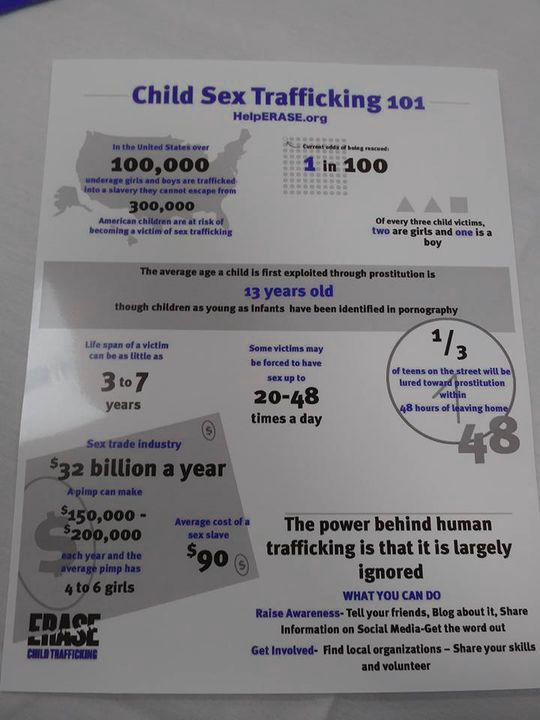 Child Sex Trafficking 101
HelpERASE.org
In the United States over
100,000
underage girls and boys are trafficked
into a slavery they cannot escape from
300,000
American children are at risk of
becoming a victim of sex trafficking
Current odds of being rescued:
1 in 100
Of every three child victims,
two are girls and one is a
boy
The average age a child is first exploited through prostitution is
13 years old
though children as young as Infants have been identified in pornography
Life span of a victim
can be as little as
3 to 7
years
Some victims may
be forced to have
sex up to
20-48
times a day
1/3
of teens on the street will be
lured toward prostitution
within
48 hours of leaving home
48
Sex trade industry
$
$32 billion a year
A pimp can make
$150,000 -
$200,000
$
each year and the
average pimp has
4 to 6 girls
Average cost of a
sex slave
$90
$
The power behind human
trafficking is that it is largely
ignored
WHAT YOU CAN DO
Raise Awareness- Tell your friends, Blog about it, Share
Information on Social Media-Get the word out
Get Involved- Find local organizations – Share your skills
and volunteer
ERASE
CHILD TRAFFICKING